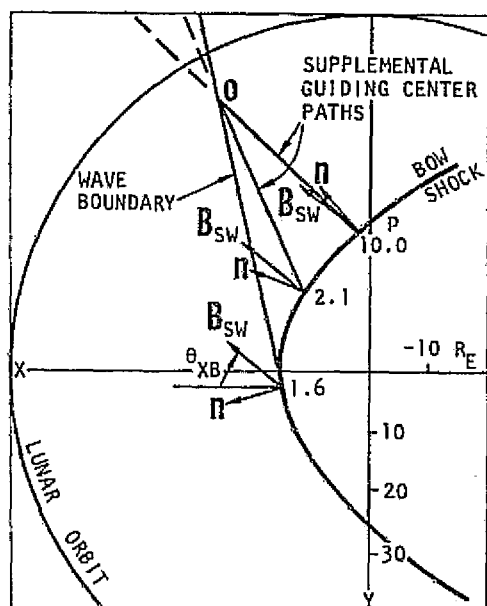 SUPPLEMENTAL
GUIDING CENTER
PATHS
O
WAVE
BOUNDARY
n
B_SW
BOW
SHOCK
P
10.0
B_SW
n
2.1
B_SW
θ_XB
X
-10 R_E
n
1.6
-10
-20
-30
Y
LUNAR
ORBIT